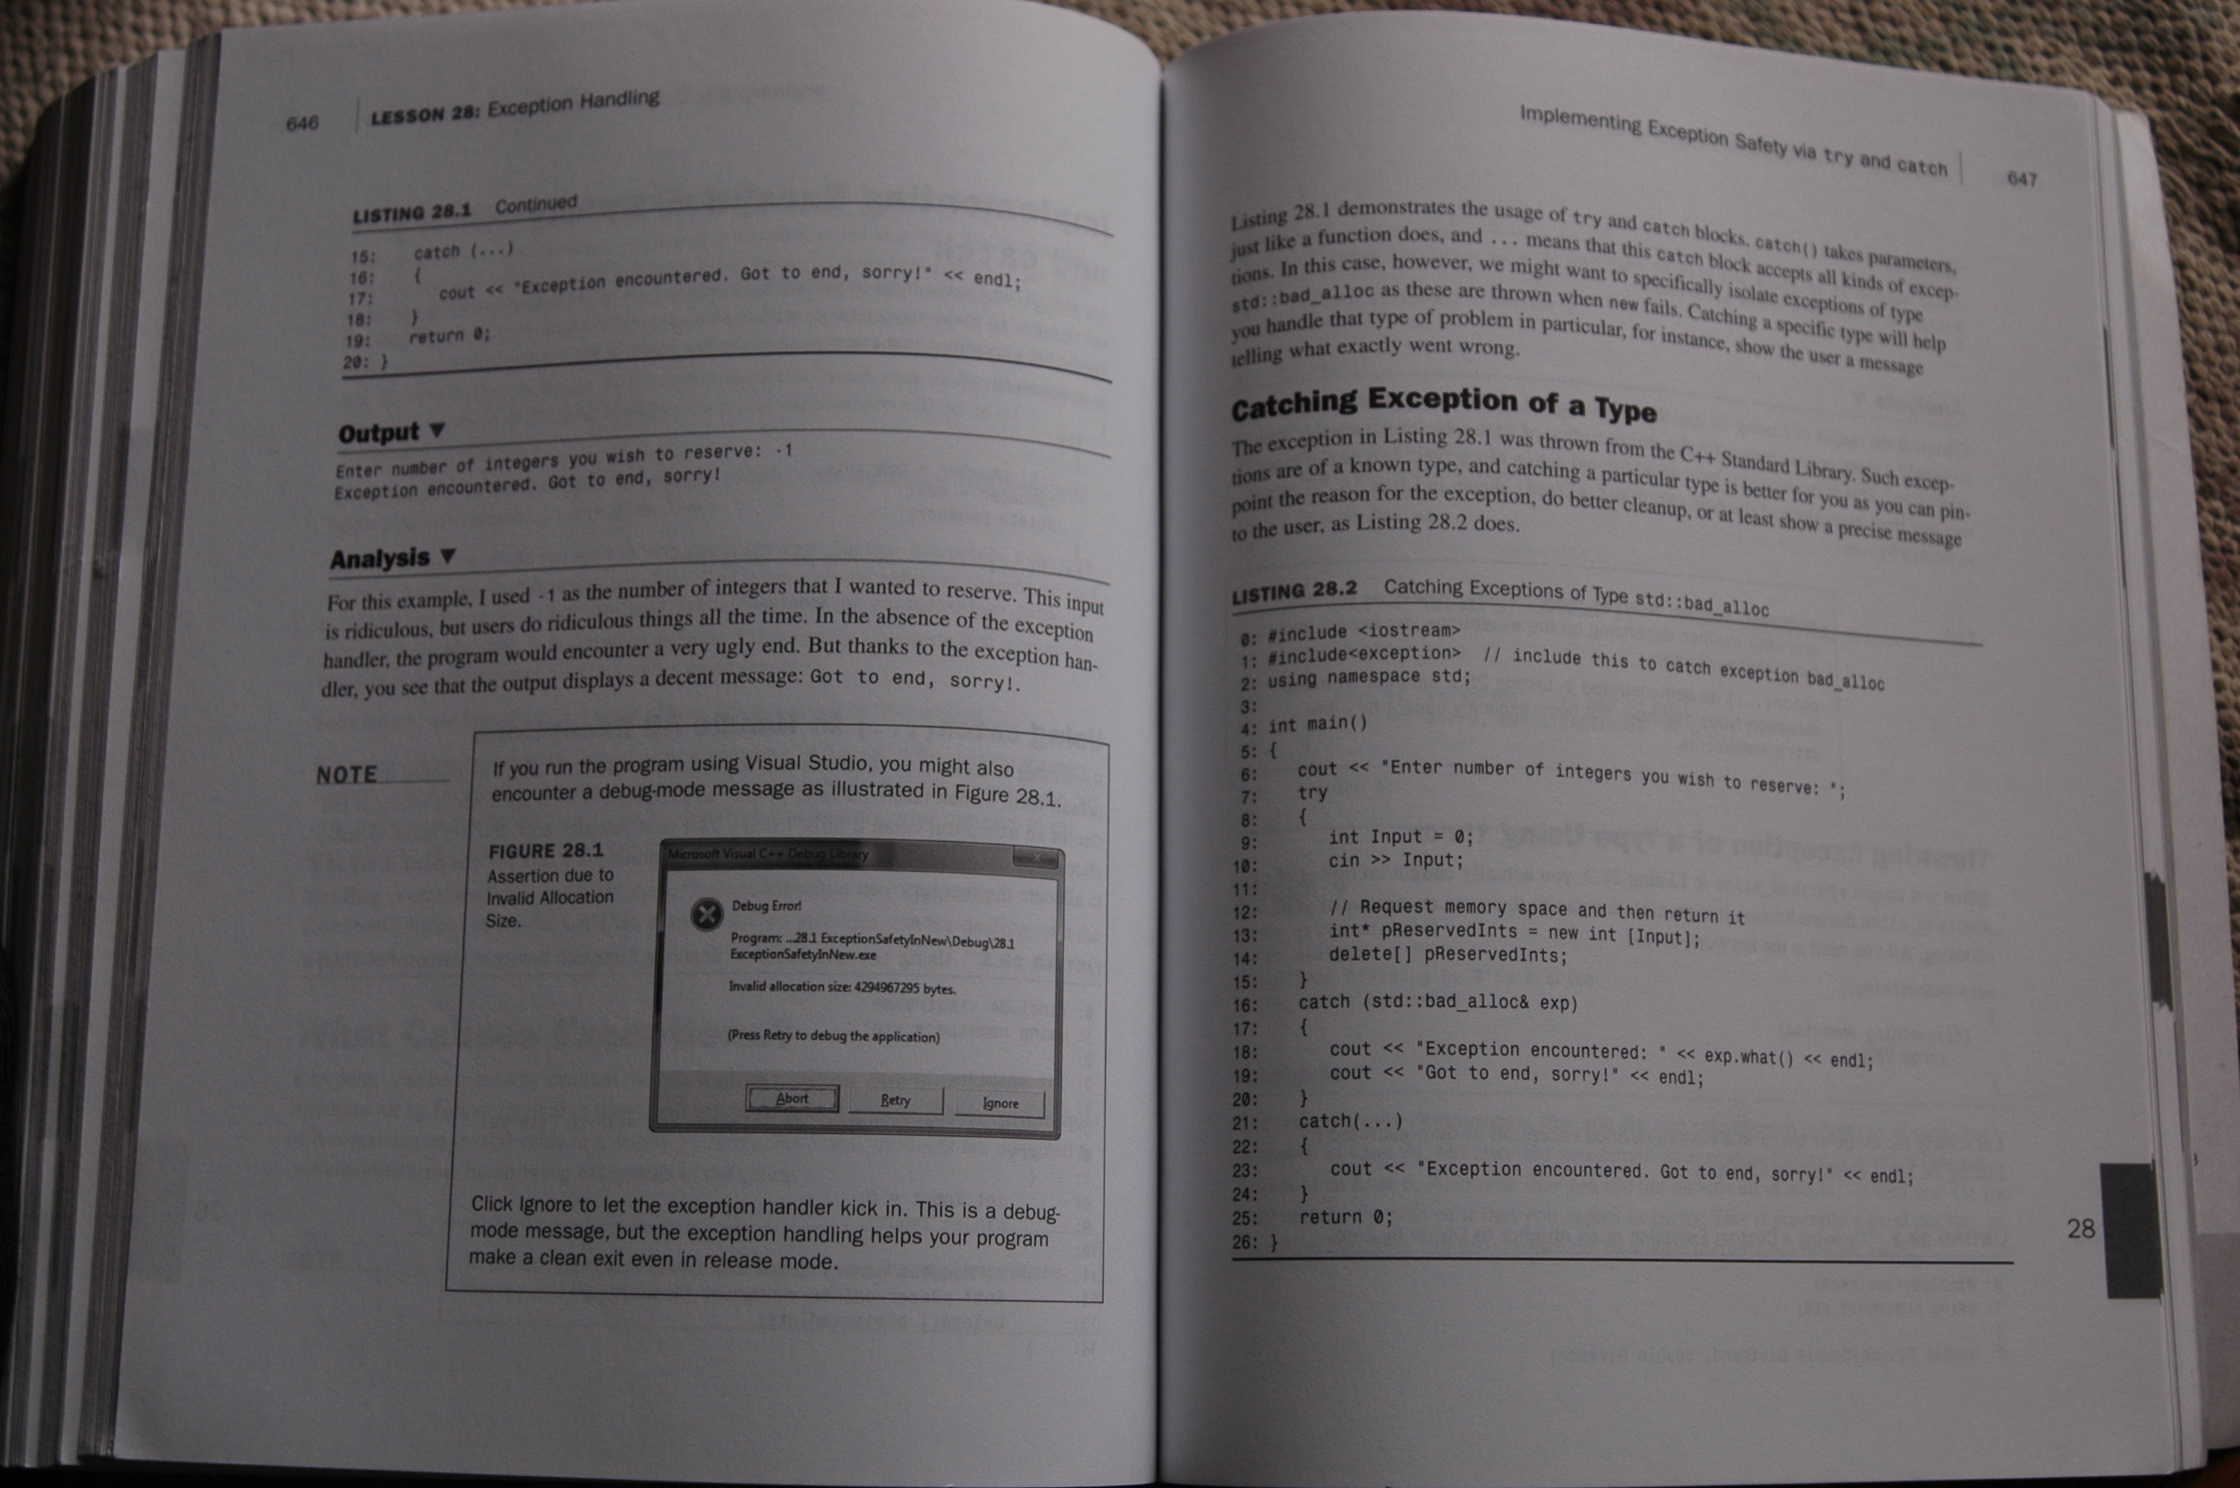 646 | LESSON 28: Exception Handling
LISTING 28.1 Continued
15: catch (...)
16: {
17: cout << "Exception encountered. Got to end, sorry!" << endl;
18: }
19: return 0;
20: }
Output ▼
Enter number of integers you wish to reserve: -1
Exception encountered. Got to end, sorry!
Analysis ▼
For this example, I used -1 as the number of integers that I wanted to reserve. This input
is ridiculous, but users do ridiculous things all the time. In the absence of the exception
handler, the program would encounter a very ugly end. But thanks to the exception han-
dler, you see that the output displays a decent message: Got to end, sorry!.
NOTE
If you run the program using Visual Studio, you might also
encounter a debug-mode message as illustrated in Figure 28.1.
FIGURE 28.1
Assertion due to
Invalid Allocation
Size.
Microsoft Visual C++ Debug Library
Debug Error!
Program: ...28.1 ExceptionSafetyInNew\Debug\28.1
ExceptionSafetyInNew.exe
Invalid allocation size: 4294967295 bytes.
(Press Retry to debug the application)
Abort Retry Ignore
Click Ignore to let the exception handler kick in. This is a debug-
mode message, but the exception handling helps your program
make a clean exit even in release mode.
Implementing Exception Safety via try and catch | 647
Listing 28.1 demonstrates the usage of try and catch blocks. catch() takes parameters,
just like a function does, and ... means that this catch block accepts all kinds of excep-
tions. In this case, however, we might want to specifically isolate exceptions of type
std::bad_alloc as these are thrown when new fails. Catching a specific type will help
you handle that type of problem in particular, for instance, show the user a message
telling what exactly went wrong.
Catching Exception of a Type
The exception in Listing 28.1 was thrown from the C++ Standard Library. Such excep-
tions are of a known type, and catching a particular type is better for you as you can pin-
point the reason for the exception, do better cleanup, or at least show a precise message
to the user, as Listing 28.2 does.
LISTING 28.2 Catching Exceptions of Type std::bad_alloc
0: #include <iostream>
1: #include<exception> // include this to catch exception bad_alloc
2: using namespace std;
3:
4: int main()
5: {
6: cout << "Enter number of integers you wish to reserve: ";
7: try
8: {
9: int Input = 0;
10: cin >> Input;
11:
12: // Request memory space and then return it
13: int* pReservedInts = new int [Input];
14: delete[] pReservedInts;
15: }
16: catch (std::bad_alloc& exp)
17: {
18: cout << "Exception encountered: " << exp.what() << endl;
19: cout << "Got to end, sorry!" << endl;
20: }
21: catch(...)
22: {
23: cout << "Exception encountered. Got to end, sorry!" << endl;
24: }
25: return 0;
26: }
28